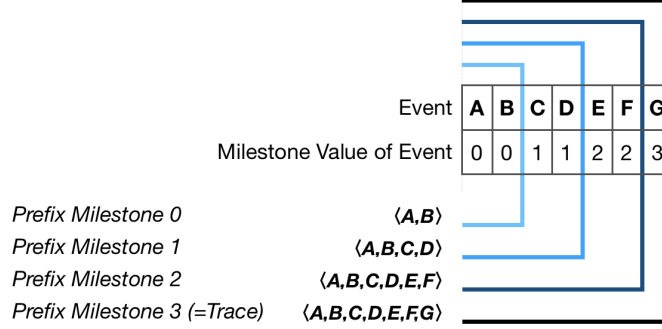 Event A B C D E F G
Milestone Value of Event 0 0 1 1 2 2 3
Prefix Milestone 0 ⟨A,B⟩
Prefix Milestone 1 ⟨A,B,C,D⟩
Prefix Milestone 2 ⟨A,B,C,D,E,F⟩
Prefix Milestone 3 (=Trace) ⟨A,B,C,D,E,F,G⟩